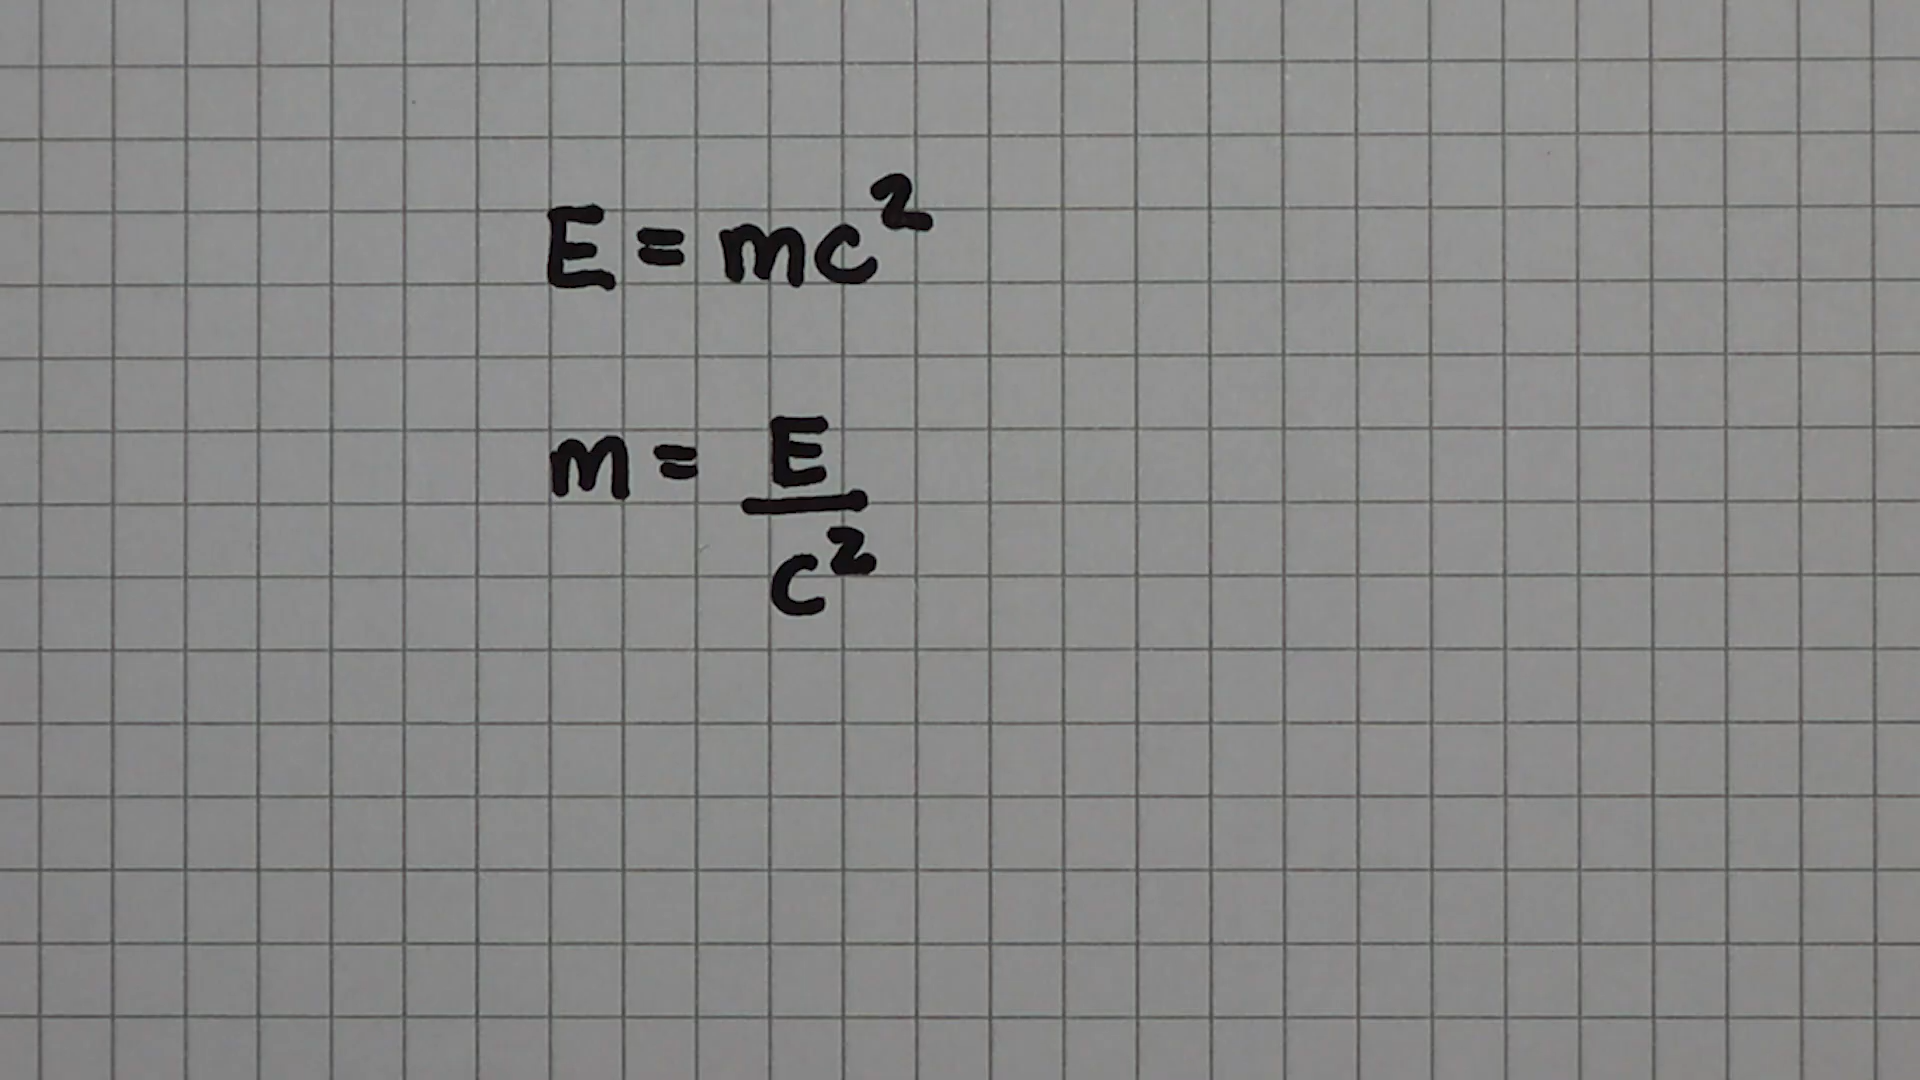 E = mc²
m = E/c²